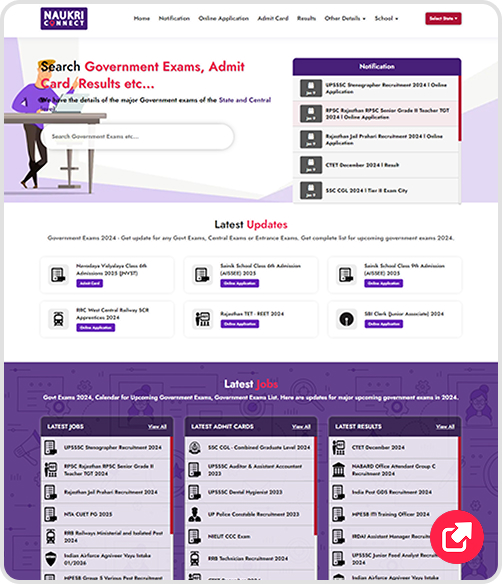 NAUKRI
CONNECT
Home Notification Online Application Admit Card Results Other Details School Select State
Search Government Exams, Admit
Card, Results etc...
We have the details of the major Government exams of the State and Central
level
Search Government Exams etc...
Notification
UPSSSC Stenographer Recruitment 2024 | Online
Application
RPSC Rajasthan RPSC Senior Grade II Teacher TGT
2024 | Online Application
Rajasthan Jail Prahari Recruitment 2024 | Online
Application
CTET December 2024 | Result
SSC CGL 2024 | Tier II Exam City
Latest Updates
Government Exams 2024 - Get update for any Govt Exams, Central Exams or Entrance Exams. Get complete list for upcoming government exams 2024.
Navodaya Vidyalaya Class 6th
Admissions 2025 (JNVST)
Admit Card
Sainik School Class 6th Admission
(AISSEE) 2025
Online Application
Sainik School Class 9th Admission
(AISSEE) 2025
Online Application
RRC West Central Railway SCR
Apprentices 2024
Online Application
Rajasthan TET - REET 2024
Online Application
SBI Clerk (Junior Associate) 2024
Online Application
Latest Jobs
Govt Exams 2024, Calendar for Upcoming Government Exams, Government Exams List. Here are updates for major upcoming government exams in 2024.
LATEST JOBS View All
UPSSSC Stenographer Recruitment 2024
RPSC Rajasthan RPSC Senior Grade II
Teacher TGT 2024
Rajasthan Jail Prahari Recruitment 2024
NTA CUET PG 2025
RRB Railways Ministerial and Isolated Post
2024
Indian Airforce Agniveer Vayu Intake
01/2026
MPESB Group 5 Various Post Recruitment
LATEST ADMIT CARDS View All
SSC CGL - Combined Graduate Level 2024
UPSSSC Auditor & Assistant Accountant
2023
UPSSSC Dental Hygienist 2023
UP Police Constable Recruitment 2023
NIELIT CCC Exam
RRB Technician Recruitment 2024
LATEST RESULTS View All
CTET December 2024
NABARD Office Attendant Group C
Recruitment 2024
India Post GDS Recruitment 2024
MPESB ITI Training Officer 2024
IRDAI Assistant Manager
UPSSSC Junior Food Analyst
2024
Indian Airforce Agniveer Vayu Intake